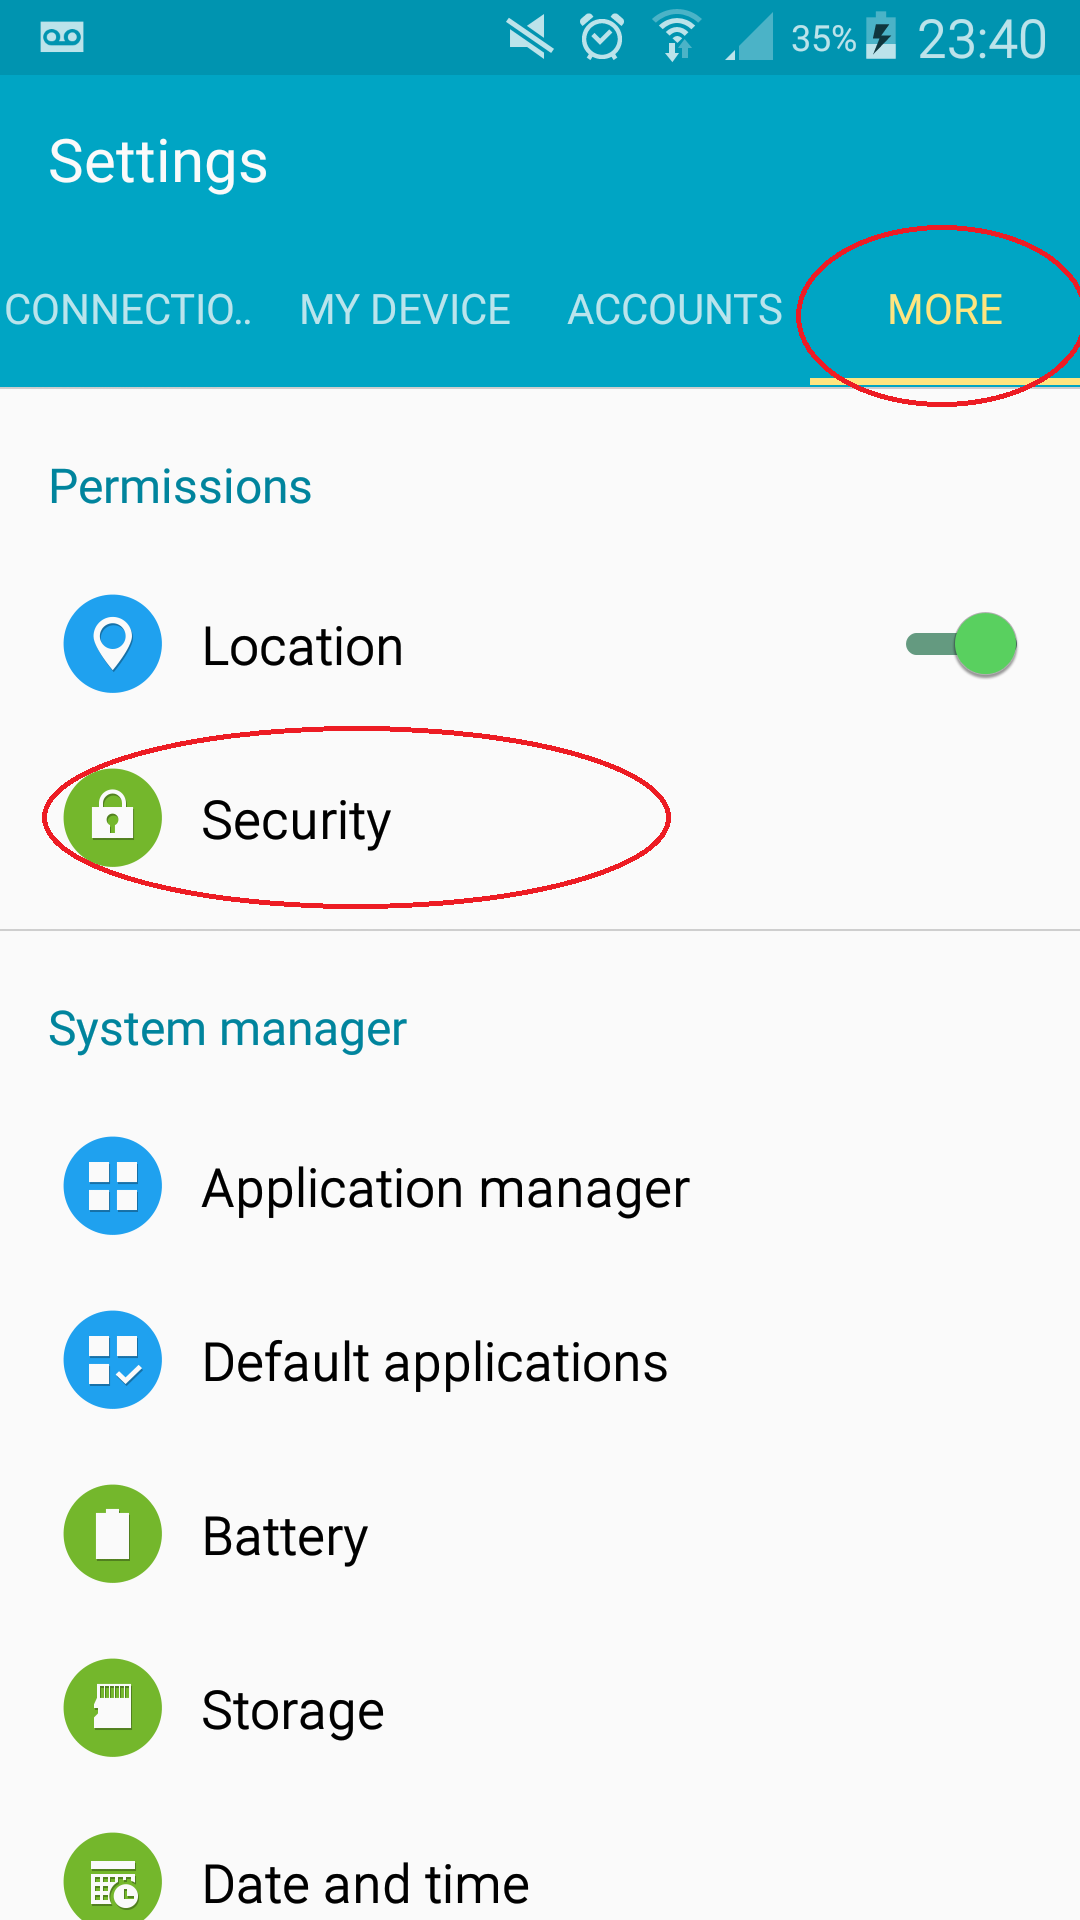 35% 23:40
Settings
CONNECTIO.. MY DEVICE ACCOUNTS MORE
Permissions
Location
Security
System manager
Application manager
Default applications
Battery
Storage
Date and time